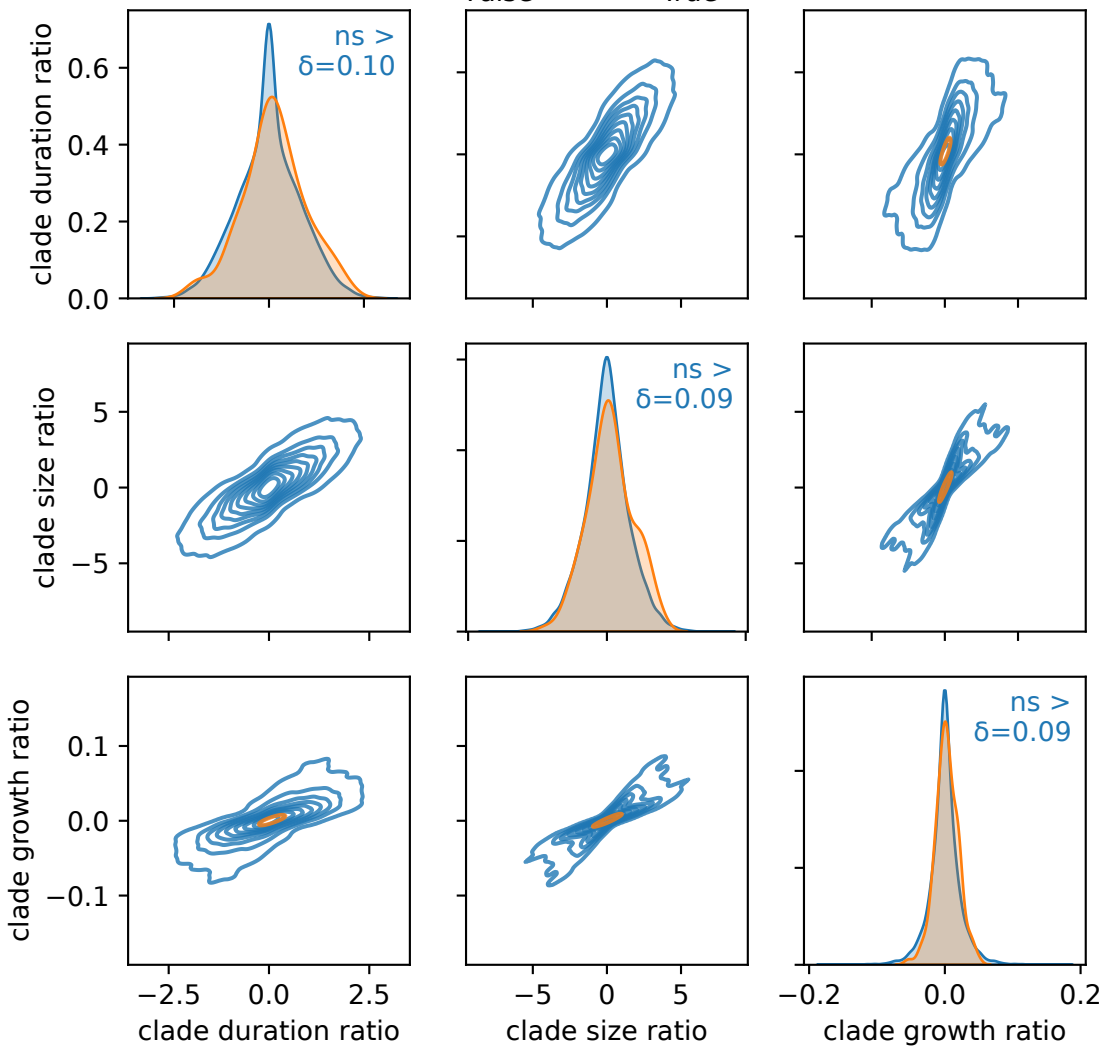 clade duration ratio
0.6
0.4
0.2
0.0
ns >
δ=0.10
clade size ratio
5
0
−5
ns >
δ=0.09
clade growth ratio
0.1
0.0
−0.1
ns >
δ=0.09
−2.5 0.0 2.5
−5 0 5
−0.2 0.0 0.2
clade duration ratio
clade size ratio
clade growth ratio